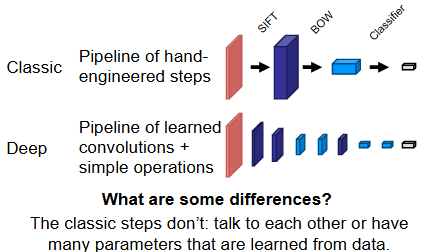 SIFT BOW Classifier
Classic Pipeline of hand-
engineered steps
Deep Pipeline of learned
convolutions +
simple operations
What are some differences?
The classic steps don't: talk to each other or have
many parameters that are learned from data.